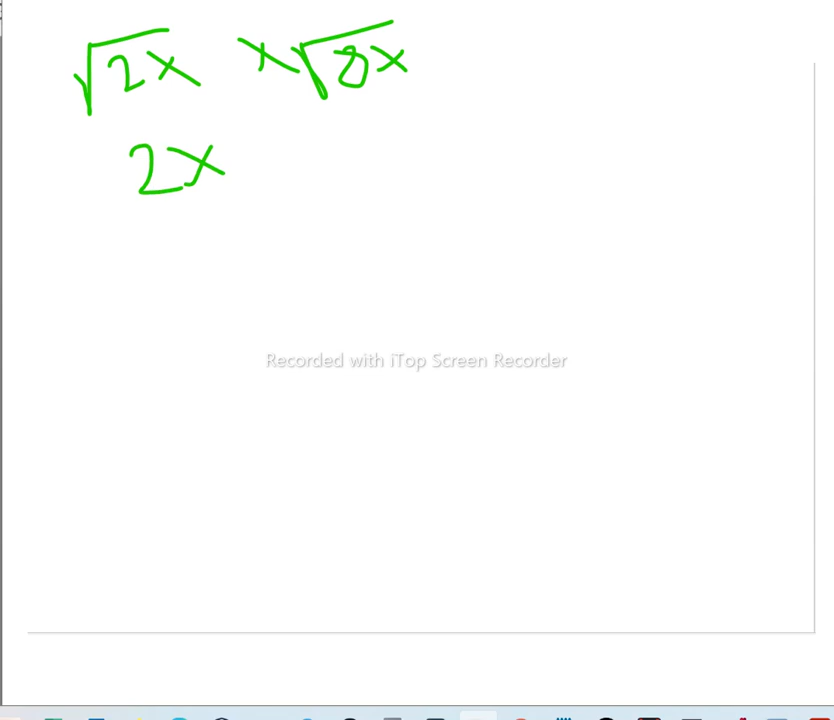 √2x × √8x
2x
Recorded with iTop Screen Recorder